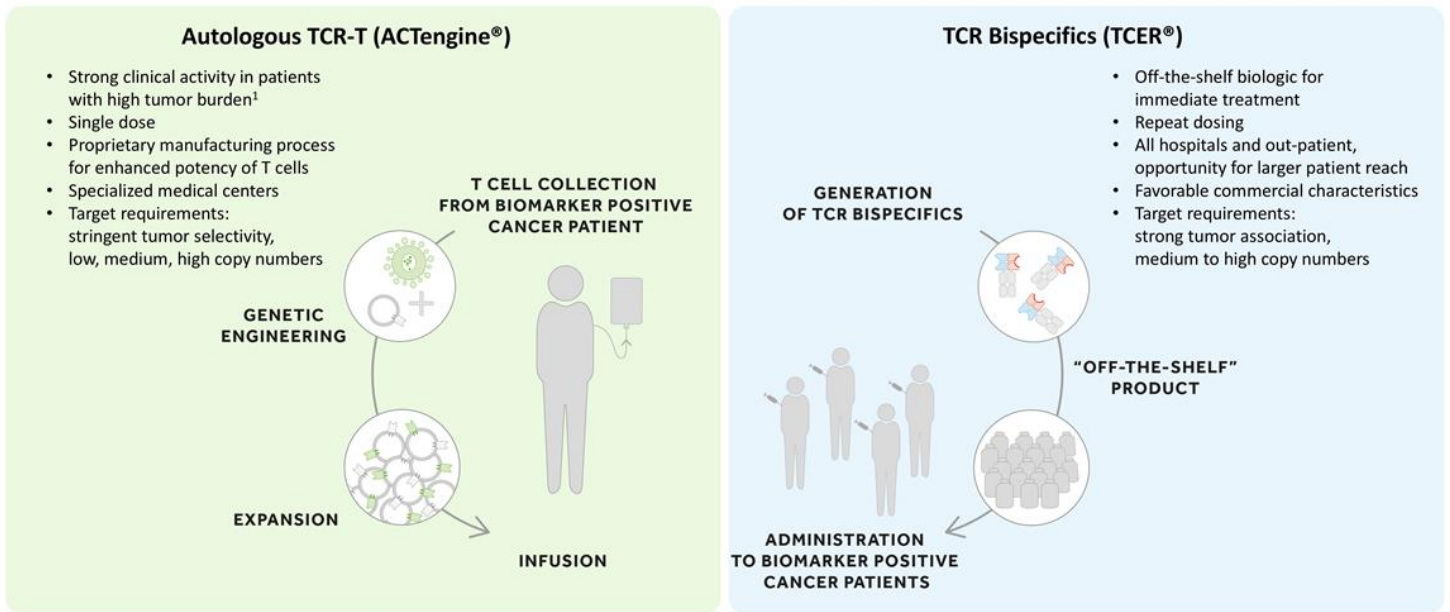 Autologous TCR-T (ACTengine®)
• Strong clinical activity in patients
with high tumor burden¹
• Single dose
• Proprietary manufacturing process
for enhanced potency of T cells
• Specialized medical centers
• Target requirements:
stringent tumor selectivity,
low, medium, high copy numbers
T CELL COLLECTION
FROM BIOMARKER POSITIVE
CANCER PATIENT
GENETIC
ENGINEERING
EXPANSION
INFUSION
TCR Bispecifics (TCER®)
• Off-the-shelf biologic for
immediate treatment
• Repeat dosing
• All hospitals and out-patient,
opportunity for larger patient reach
• Favorable commercial characteristics
• Target requirements:
strong tumor association,
medium to high copy numbers
GENERATION
OF TCR BISPECIFICS
“OFF-THE-SHELF”
PRODUCT
ADMINISTRATION
TO BIOMARKER POSITIVE
CANCER PATIENTS